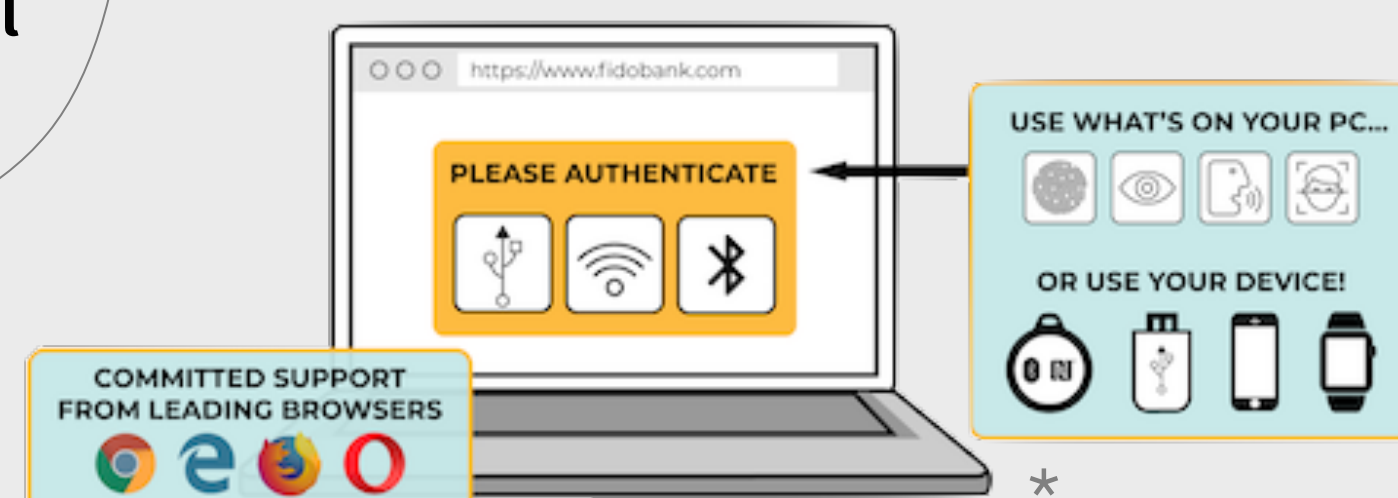 https://www.fidobank.com
PLEASE AUTHENTICATE
USE WHAT'S ON YOUR PC...
OR USE YOUR DEVICE!
COMMITTED SUPPORT
FROM LEADING BROWSERS
*